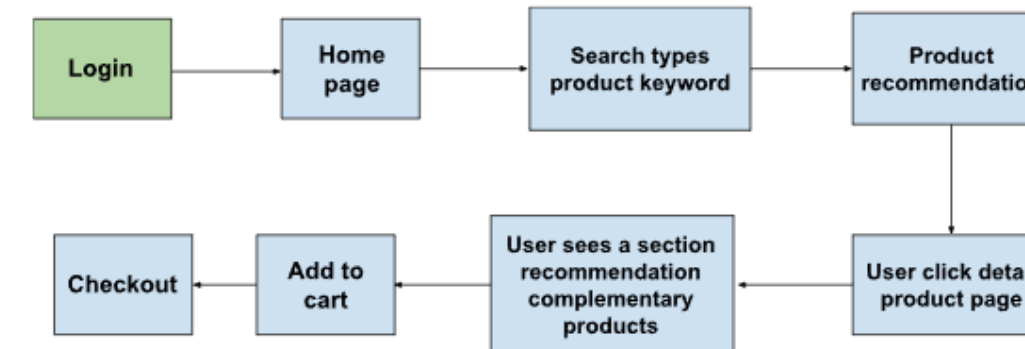 Login
Home
page
Search types
product keyword
Product
recommendatio
User click deta
product page
User sees a section
recommendation
complementary
products
Add to
cart
Checkout